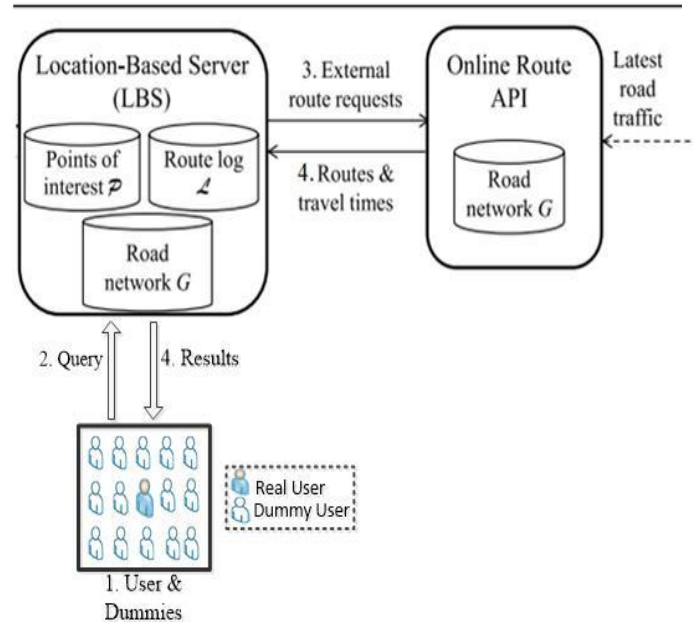 Location-Based Server
(LBS)
Points of
interest 𝒫
Route log
ℒ
Road
network G
3. External
route requests
4. Routes &
travel times
Online Route
API
Road
network G
Latest
road
traffic
2. Query
4. Results
Real User
Dummy User
1. User &
Dummies